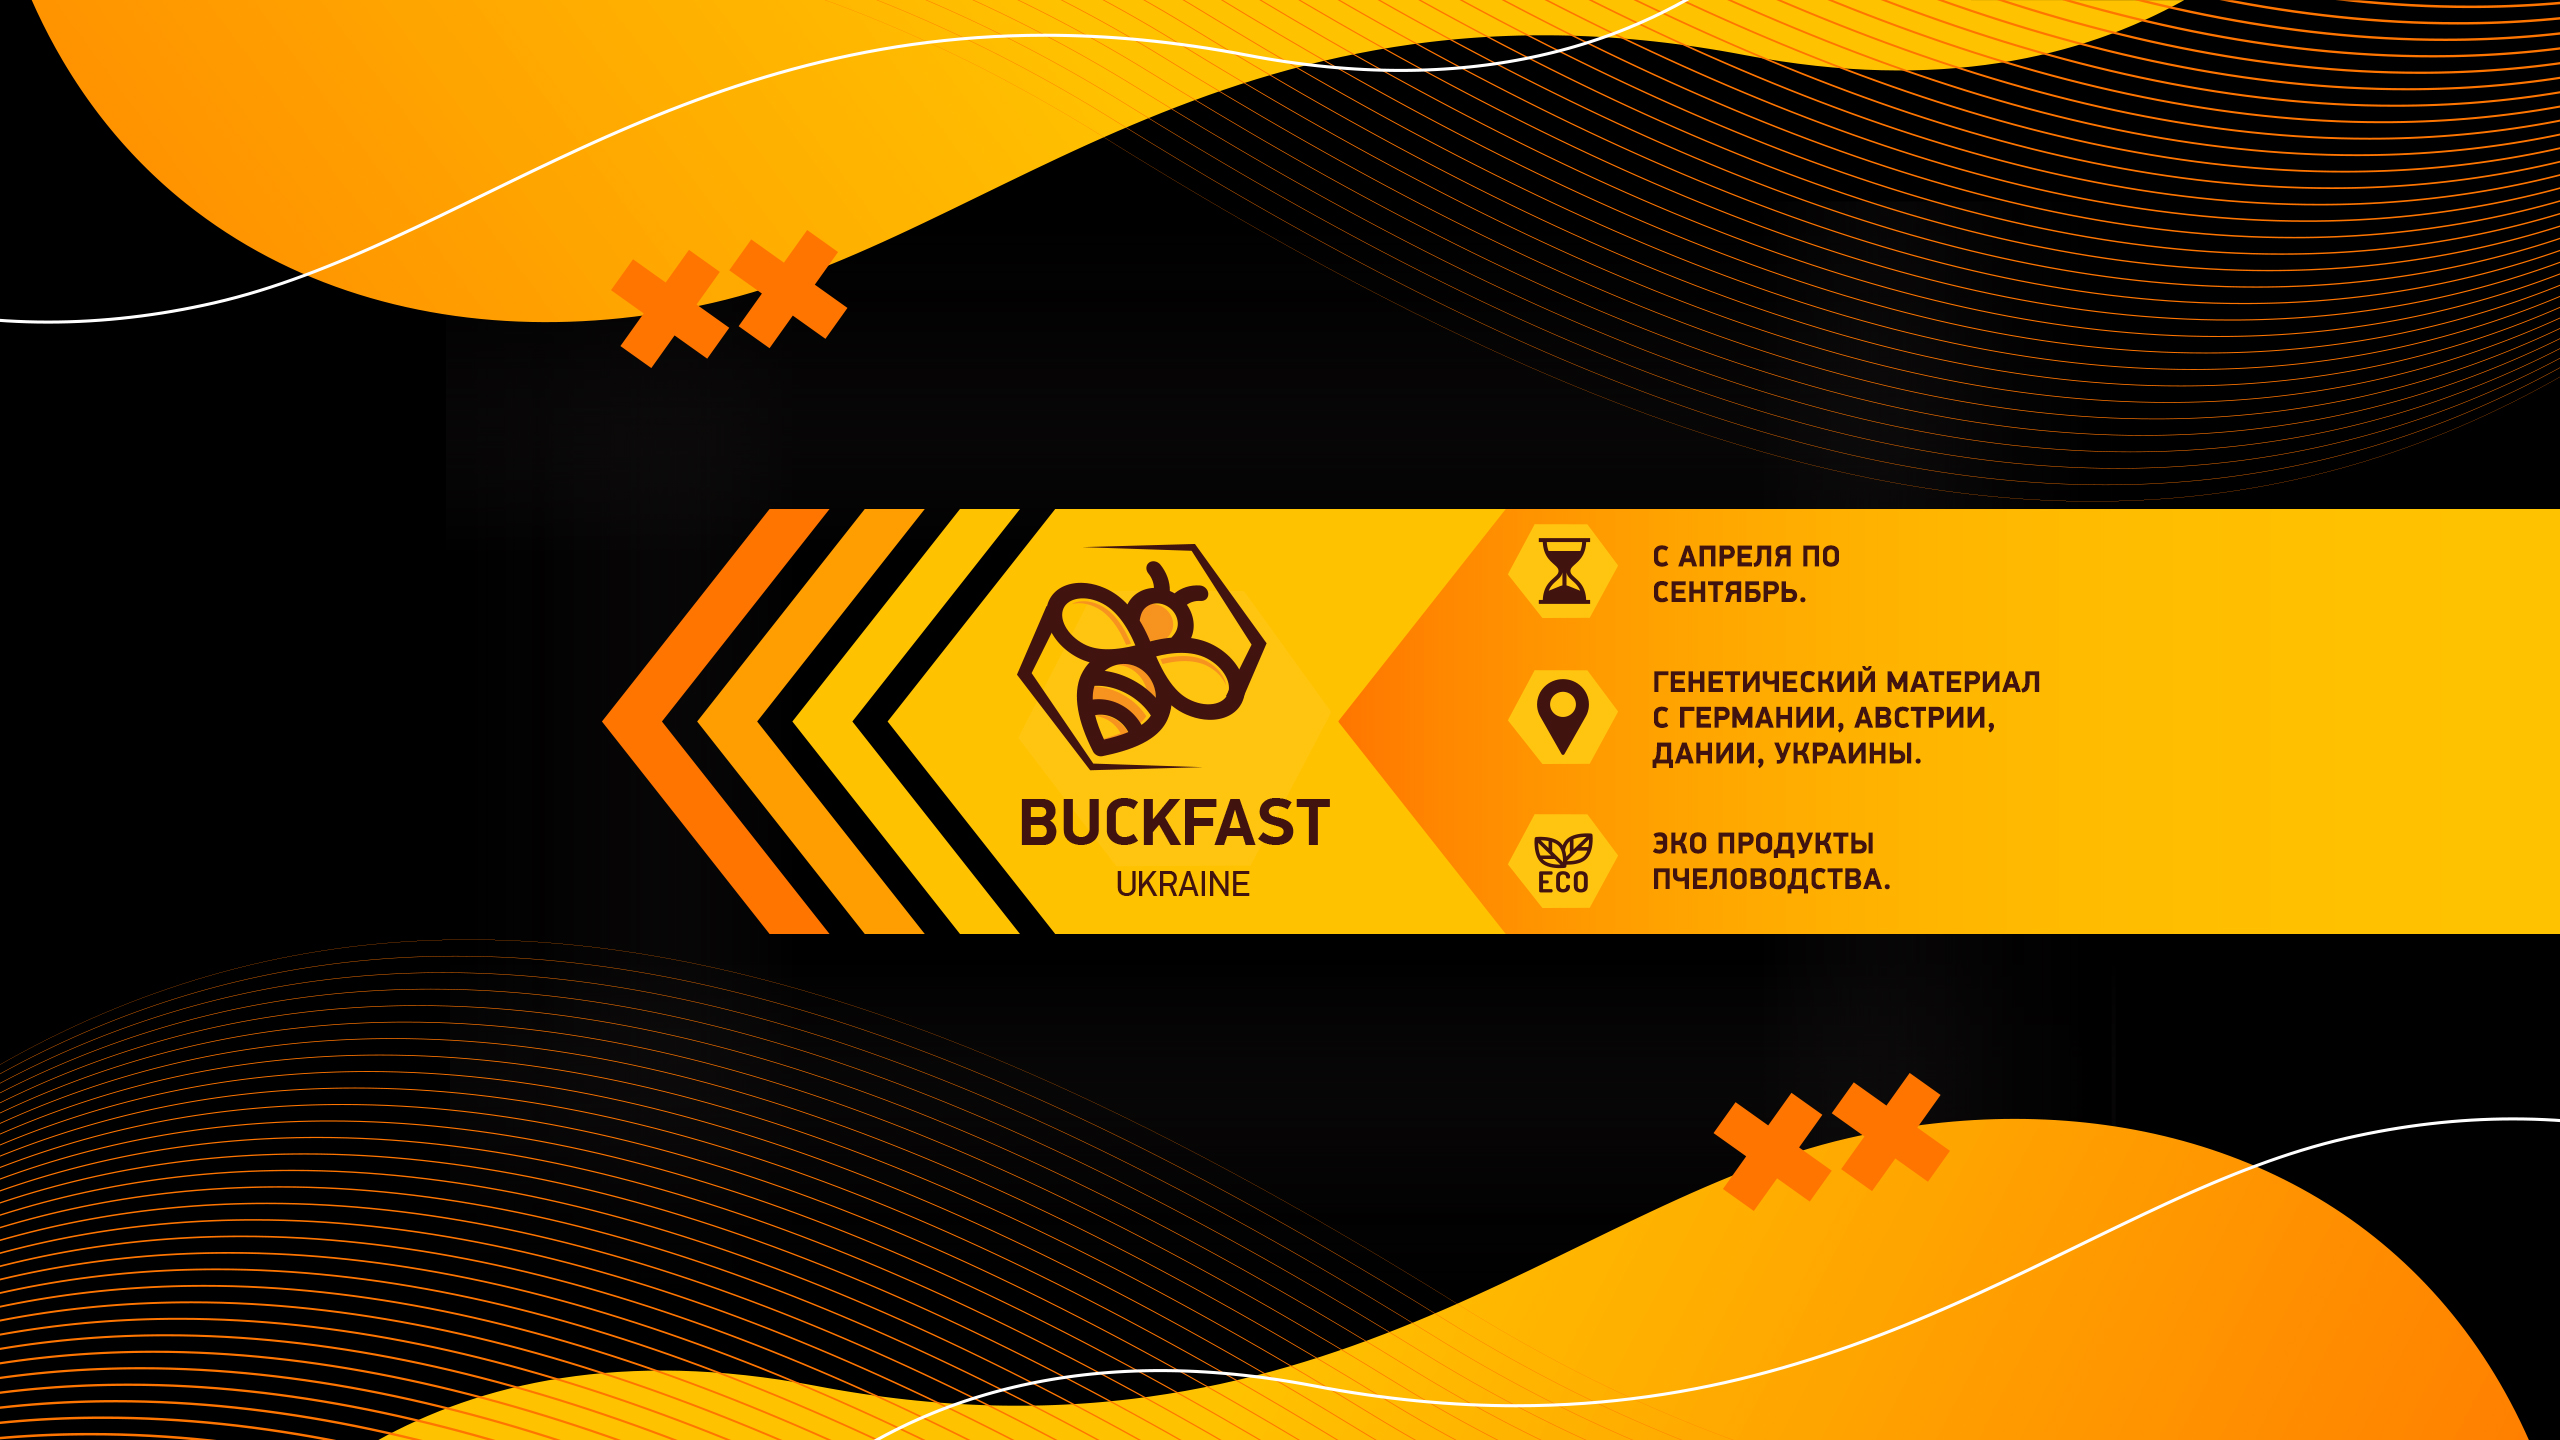 BUCKFAST
UKRAINE
С АПРЕЛЯ ПО
СЕНТЯБРЬ.
ГЕНЕТИЧЕСКИЙ МАТЕРИАЛ
С ГЕРМАНИИ, АВСТРИИ,
ДАНИИ, УКРАИНЫ.
ECO
ЭКО ПРОДУКТЫ
ПЧЕЛОВОДСТВА.